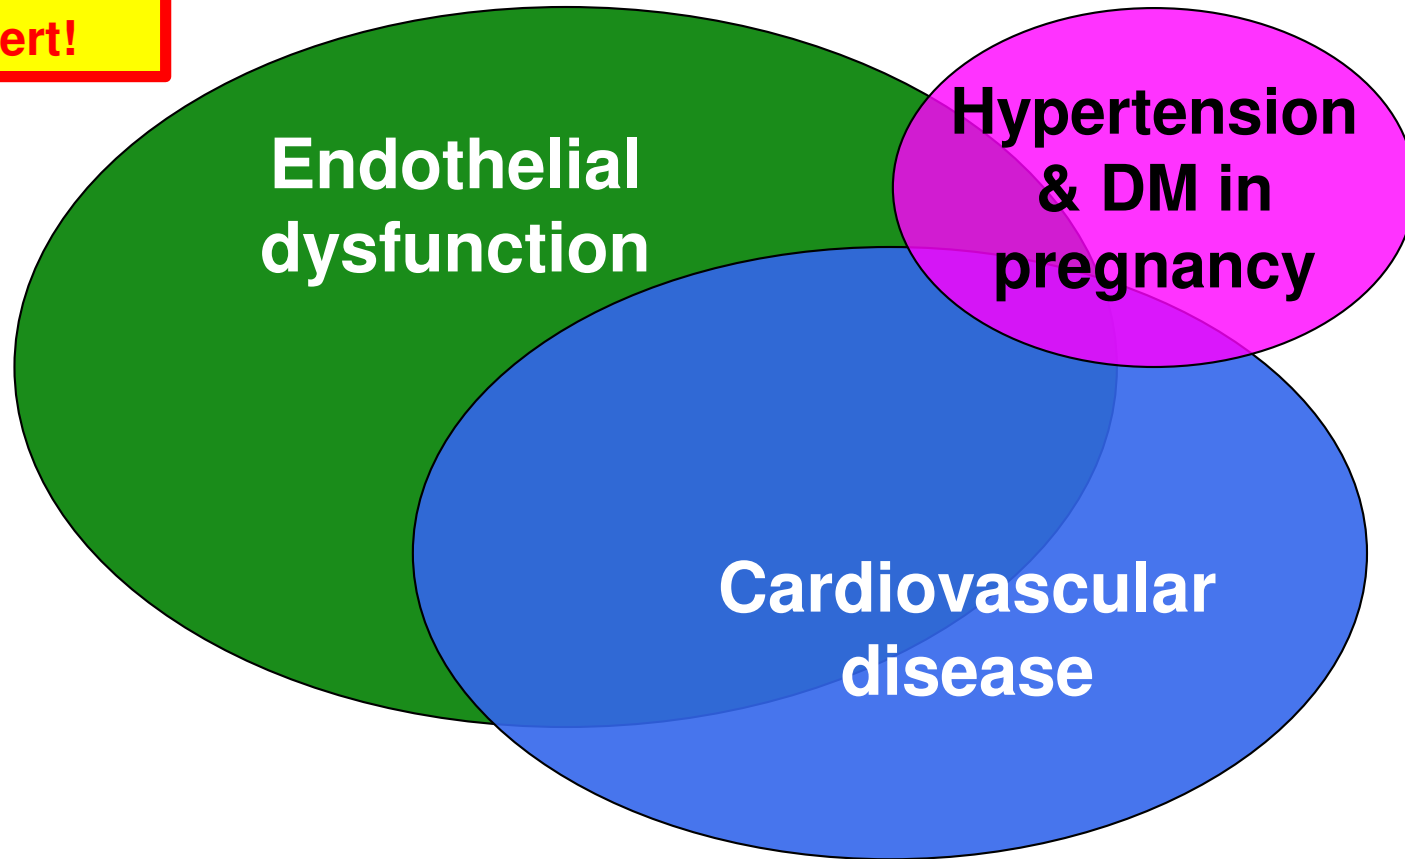 ert!
Endothelial
dysfunction
Hypertension
& DM in
pregnancy
Cardiovascular
disease